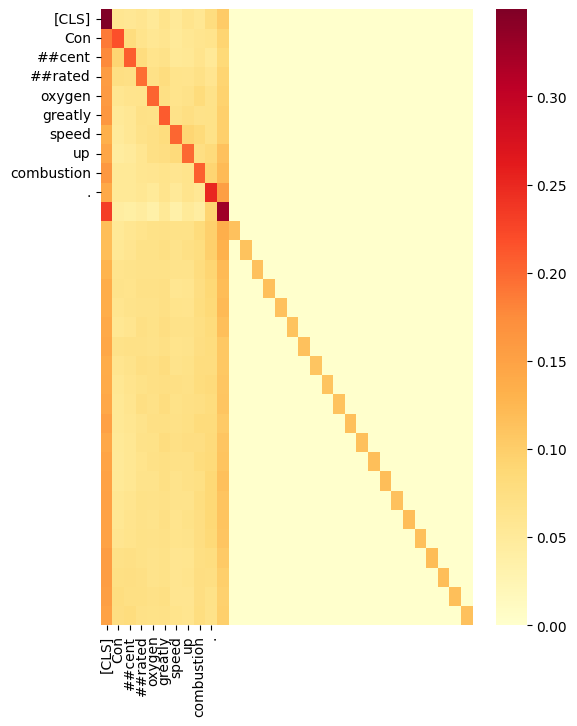 [CLS]
Con
##cent
##rated
oxygen
greatly
speed
up
combustion
.
[CLS]
Con
##cent
##rated
oxygen
greatly
speed
up
combustion
.
0.30
0.25
0.20
0.15
0.10
0.05
0.00